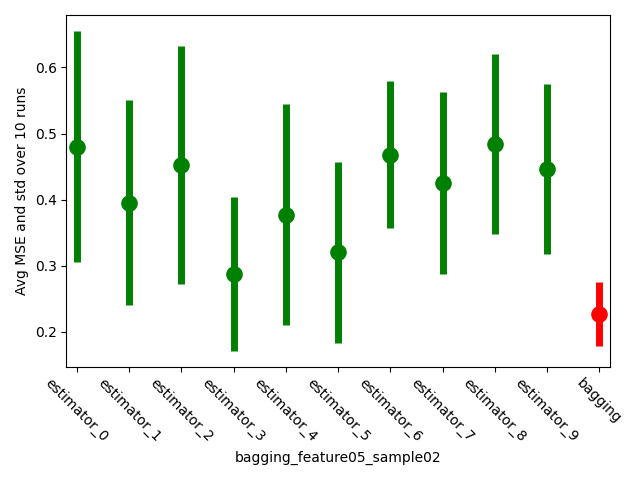 Avg MSE and std over 10 runs
0.6
0.5
0.4
0.3
0.2
estimator_0
estimator_1
estimator_2
estimator_3
estimator_4
estimator_5
estimator_6
estimator_7
estimator_8
estimator_9
bagging
bagging_feature05_sample02